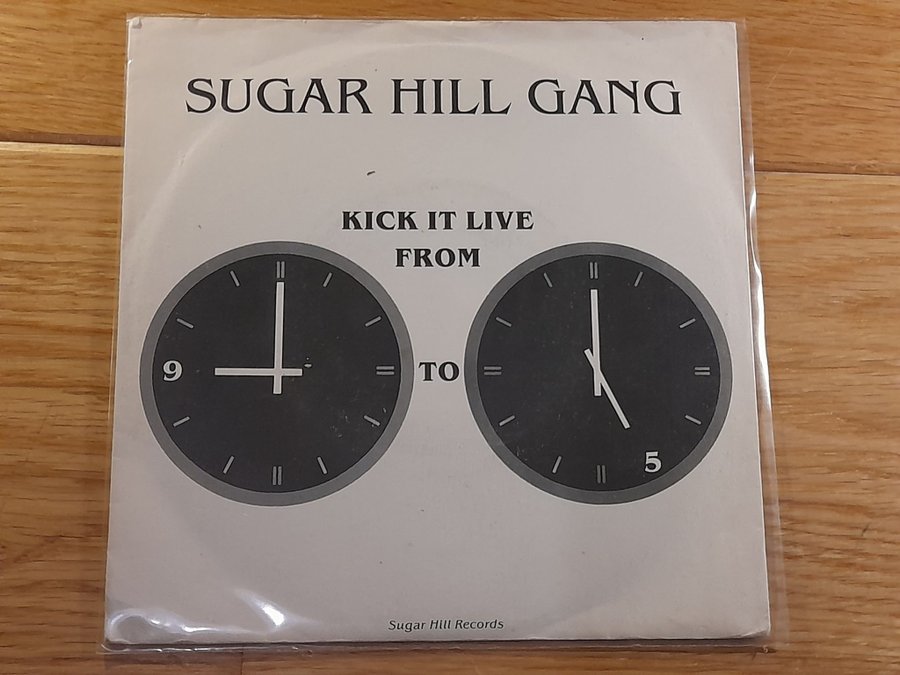 SUGAR HILL GANG
KICK IT LIVE
FROM
9
TO
5
Sugar Hill Records